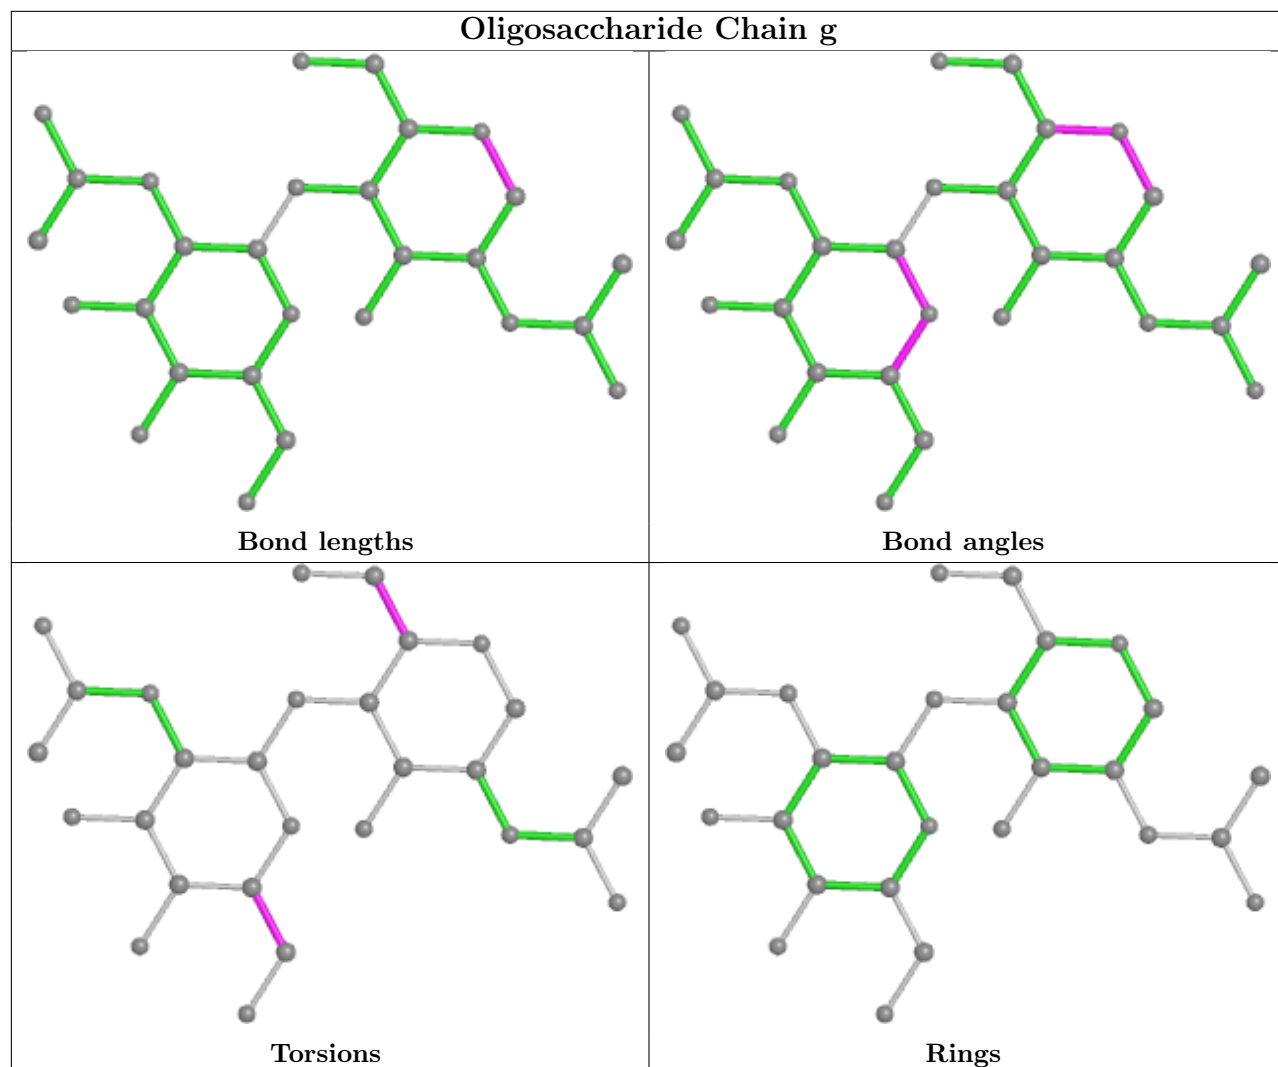 Oligosaccharide Chain g
Bond lengths
Bond angles
Torsions
Rings